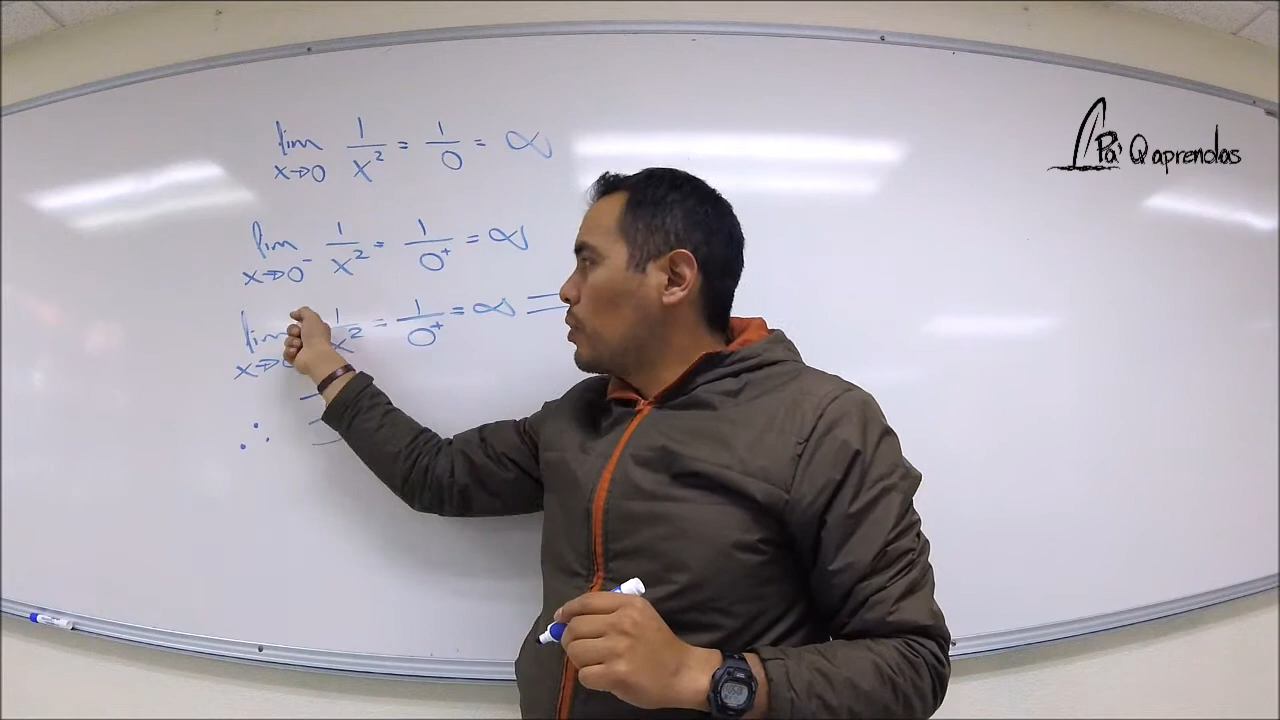 lim x→0 1/x² = 1/0 = ∞
lim x→0⁻ 1/x² = 1/0⁺ = ∞
lim x→0 1/x² = 1/0⁺ = ∞ =
∴
Pa' Q aprendas